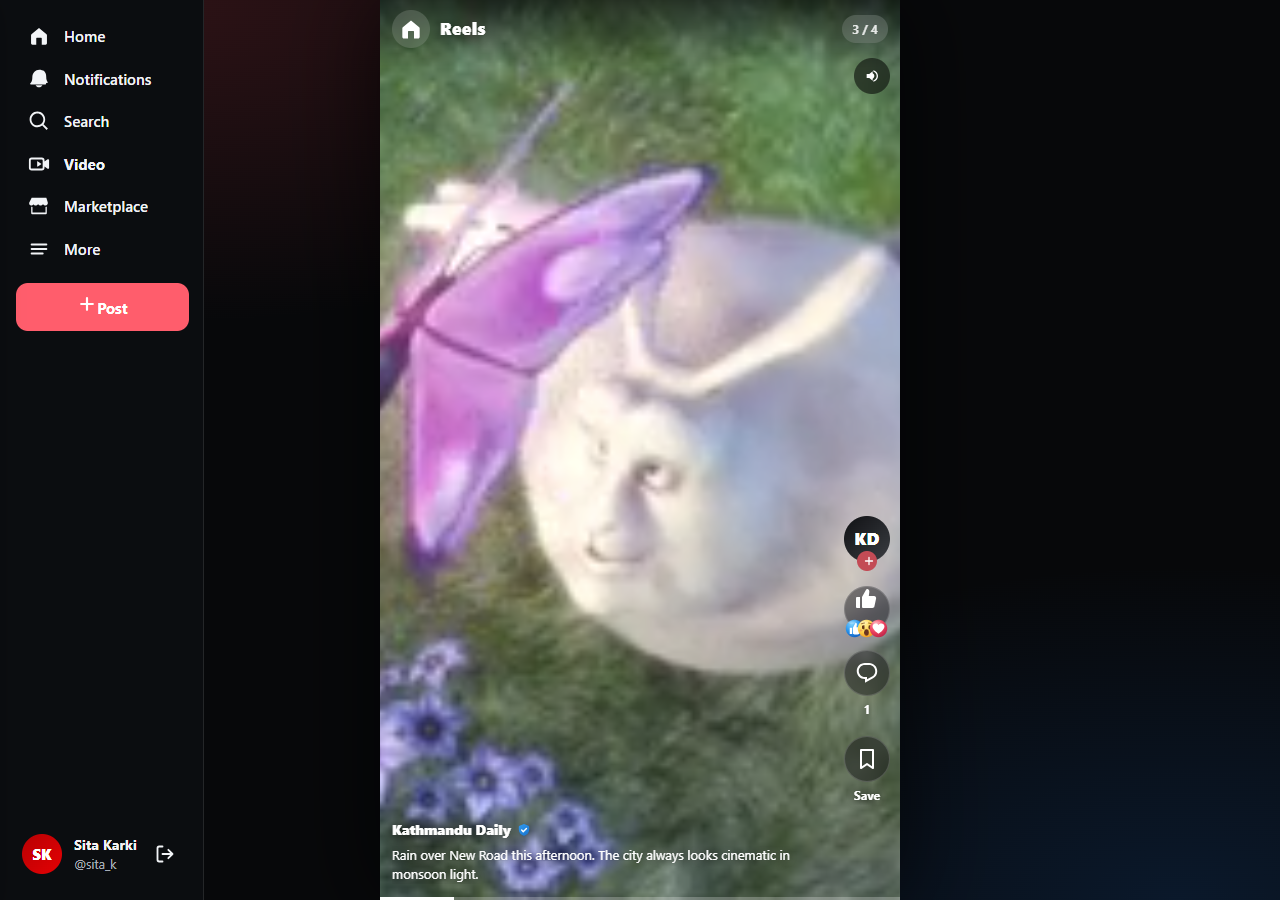 Home
Notifications
Search
Video
Marketplace
More
Post
SK
Sita Karki
@sita_k
Reels
3 / 4
KD
1
Save
Kathmandu Daily
Rain over New Road this afternoon. The city always looks cinematic in
monsoon light.